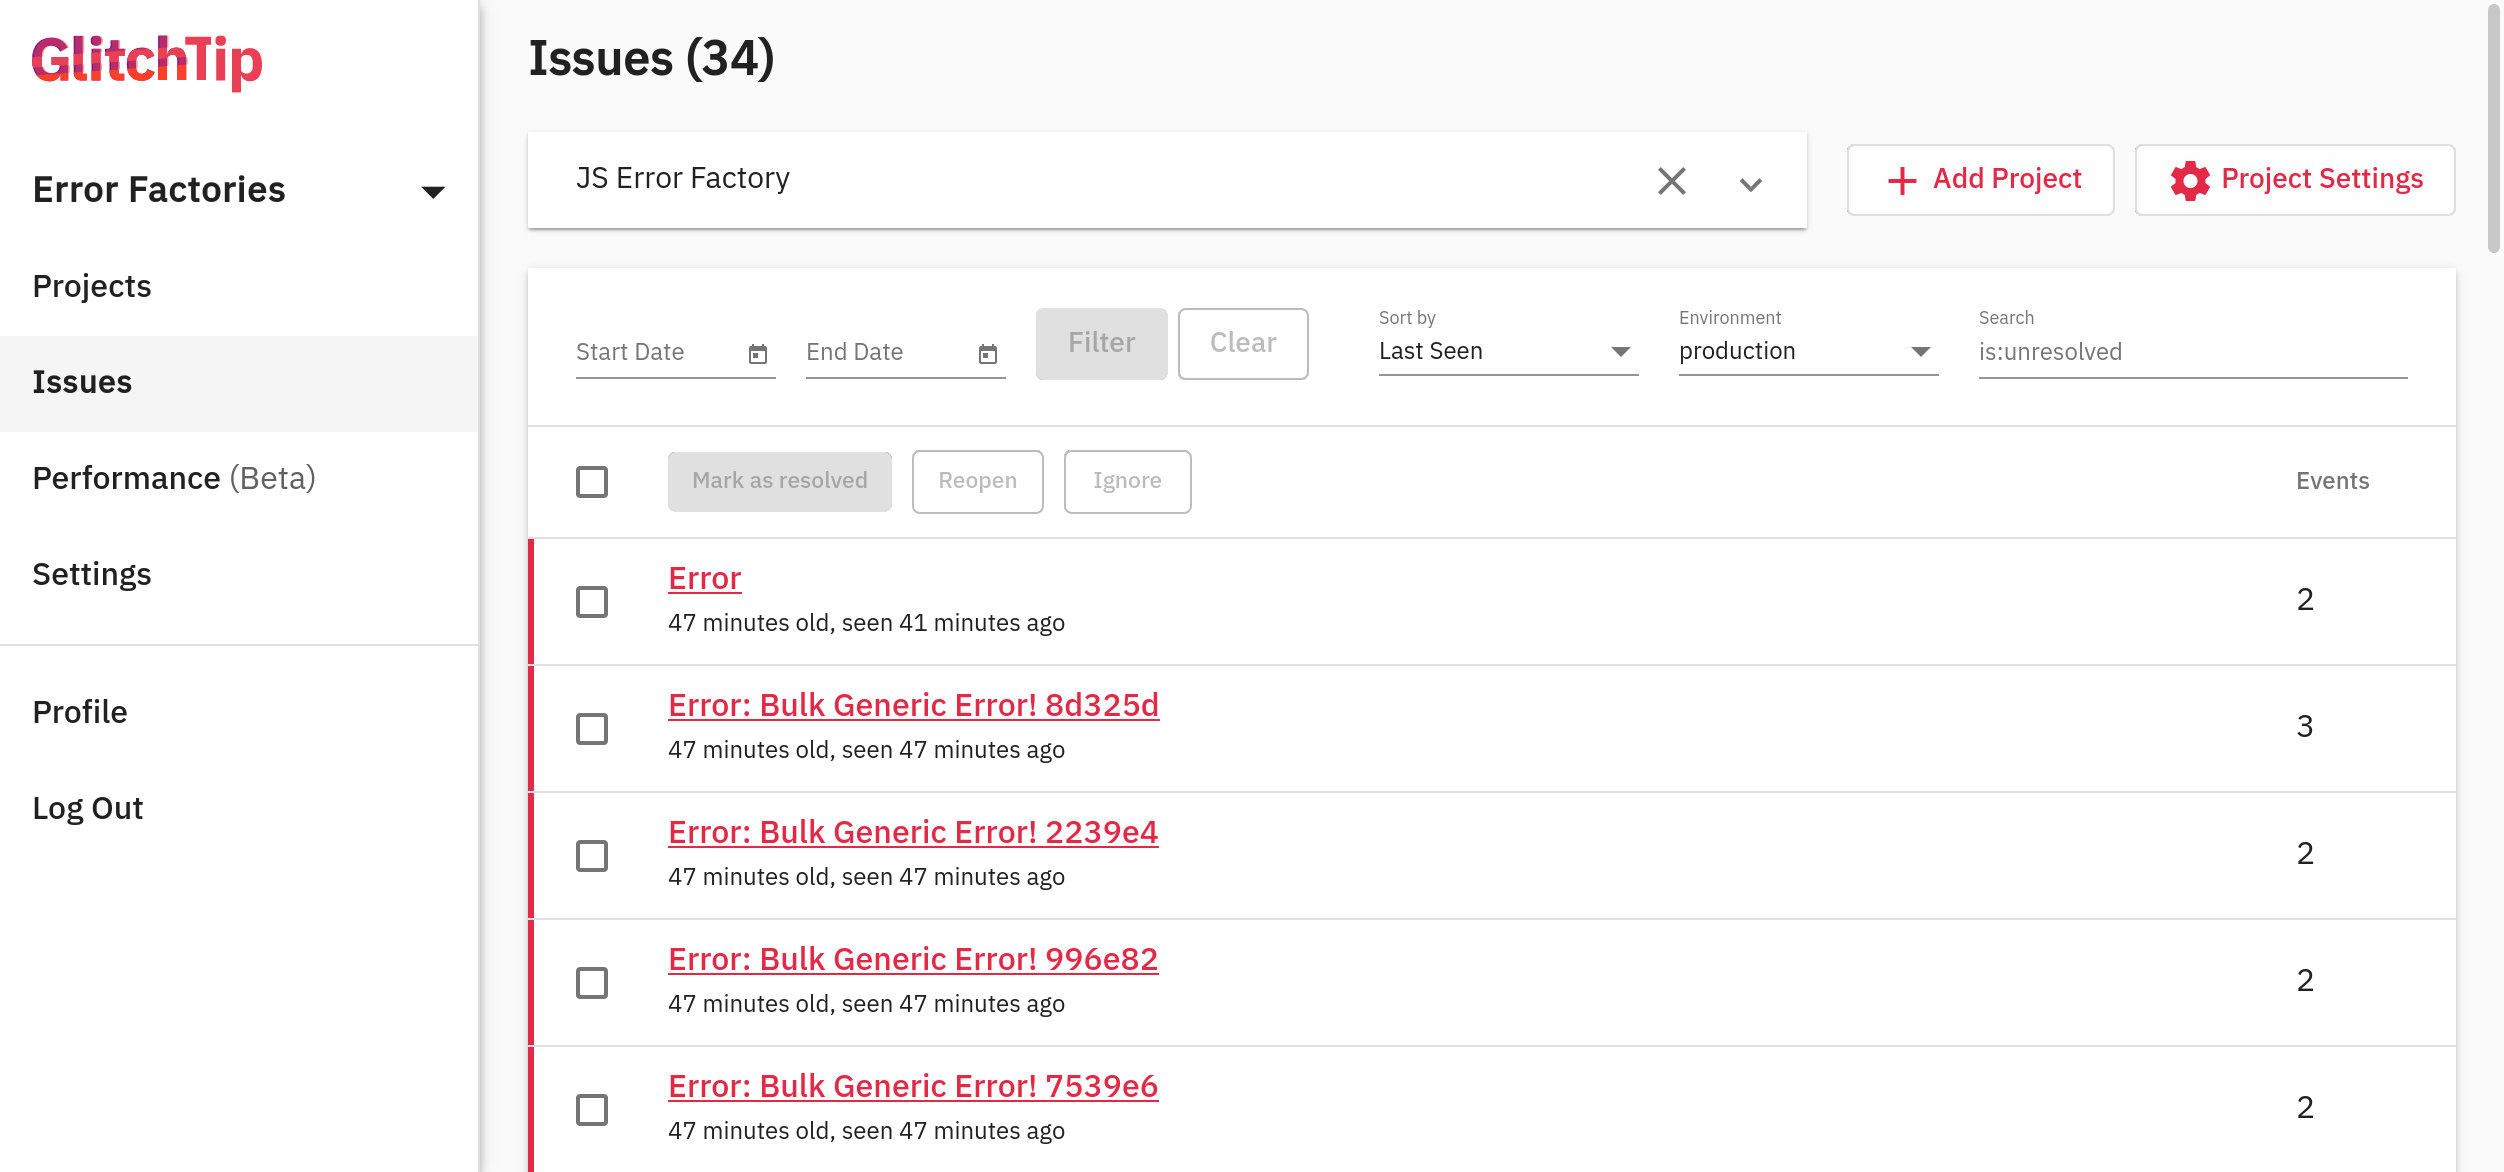 GlitchTip
Error Factories
Projects
Issues
Performance (Beta)
Settings
Profile
Log Out
Issues (34)
JS Error Factory
Add Project
Project Settings
Start Date
End Date
Filter
Clear
Sort by
Last Seen
Environment
production
Search
is:unresolved
Mark as resolved
Reopen
Ignore
Events
Error
47 minutes old, seen 41 minutes ago
2
Error: Bulk Generic Error! 8d325d
47 minutes old, seen 47 minutes ago
3
Error: Bulk Generic Error! 2239e4
47 minutes old, seen 47 minutes ago
2
Error: Bulk Generic Error! 996e82
47 minutes old, seen 47 minutes ago
2
Error: Bulk Generic Error! 7539e6
47 minutes old, seen 47 minutes ago
2